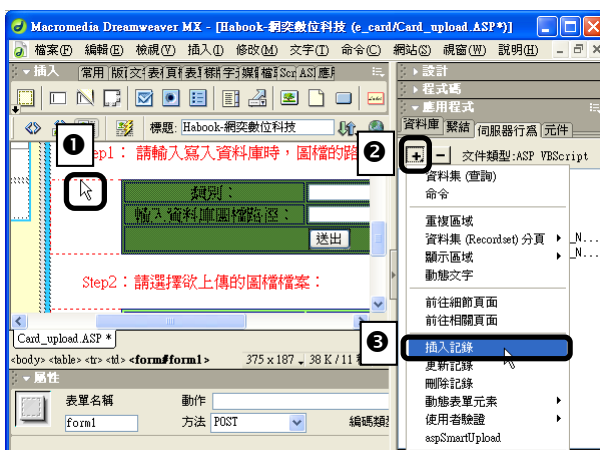 Macromedia Dreamweaver MX - [Habook-網奕數位科技 (e_card/Card_upload.ASP*)]
檔案(F) 編輯(E) 檢視(V) 插入(I) 修改(M) 文字(T) 命令(C) 網站(S) 視窗(W) 說明(H)
插入 常用
標題: Habook-網奕數位科技
❶
ep1： 請輸入寫入資料庫時，圖檔的路
類別：
輸入資料庫圖檔路徑：
送出
Step2：請選擇欲上傳的圖檔檔案：
Card_upload.ASP *
<body> <table> <tr> <td> <form#form1> 375 x 187 38 K / 11
屬性
表單名稱 動作
form1 方法 POST 編碼類
設計
程式碼
應用程式
資料庫 繫結 伺服器行為 元件
❷
+ − 文件類型:ASP VBScript
資料集 (查詢)
命令
重複區域
資料集 (Recordset) 分頁
顯示區域
動態文字
_N...
_N...
前往細節頁面
前往相關頁面
❸
插入記錄
更新記錄
刪除記錄
動態表單元素
使用者驗證
aspSmartUpload